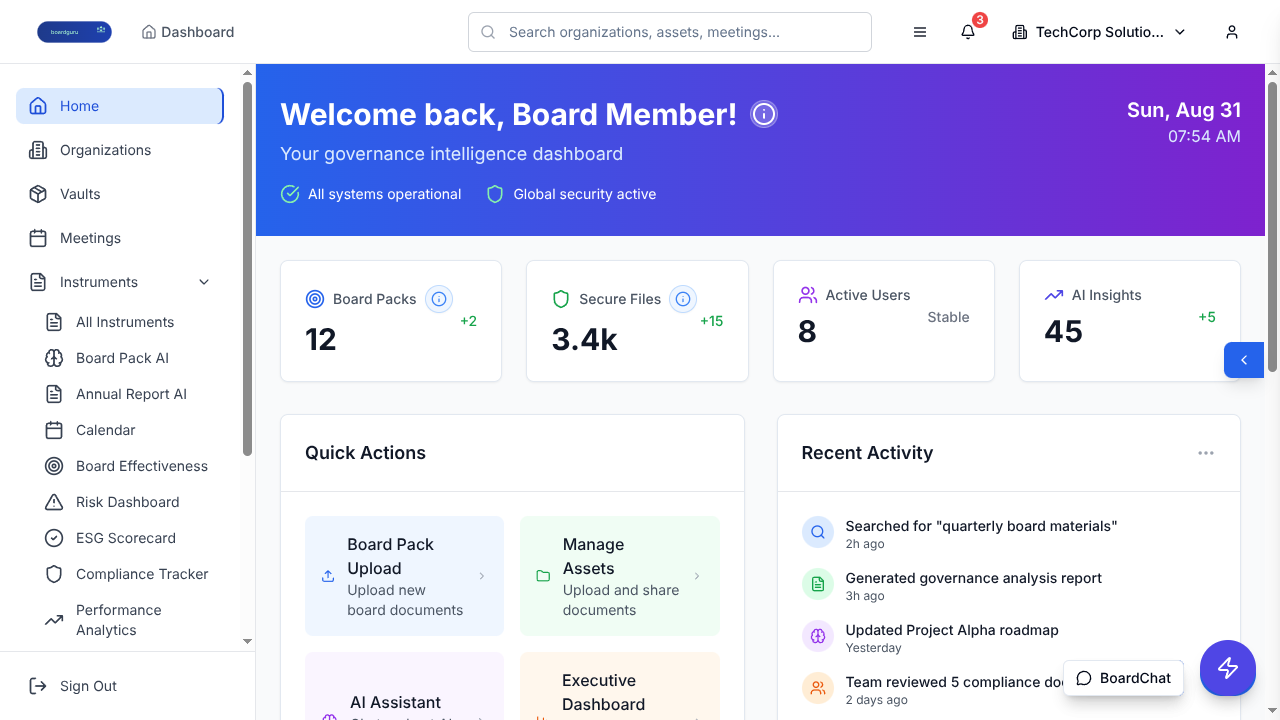 boardguru
Dashboard
Search organizations, assets, meetings...
3
TechCorp Solutio...
Home
Organizations
Vaults
Meetings
Instruments
All Instruments
Board Pack AI
Annual Report AI
Calendar
Board Effectiveness
Risk Dashboard
ESG Scorecard
Compliance Tracker
Performance
Analytics
Sign Out
Welcome back, Board Member!
Your governance intelligence dashboard
All systems operational
Global security active
Sun, Aug 31
07:54 AM
Board Packs
12
+2
Secure Files
3.4k
+15
Active Users
8
Stable
AI Insights
45
+5
Quick Actions
Board Pack
Upload
Upload new
board documents
Manage
Assets
Upload and share
documents
AI Assistant
Executive
Dashboard
Recent Activity
Searched for "quarterly board materials"
2h ago
Generated governance analysis report
3h ago
Updated Project Alpha roadmap
Yesterday
Team reviewed 5 compliance
2 days ago
BoardChat